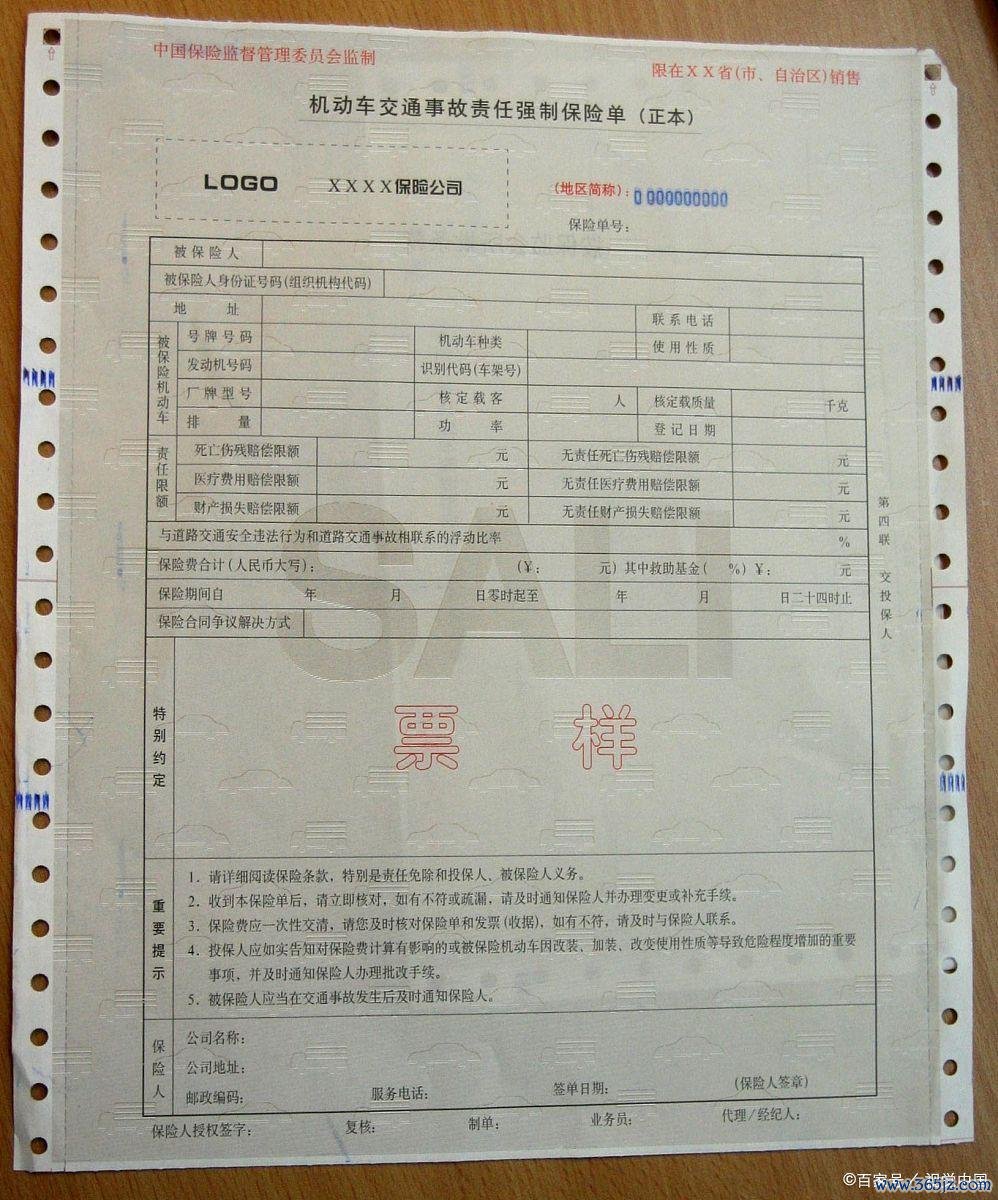 中国保险监督管理委员会监制
限在XX省(市、自治区)销售
机动车交通事故责任强制保险单(正本)
LOGO XXXX保险公司
(地区简称): 0 000000000
保险单号:
被保险人
被保险人身份证号码(组织机构代码)
地 址 联系电话
被保险机动车
号牌号码 机动车种类 使用性质
发动机号码 识别代码(车架号)
厂牌型号 核定载客 人 核定载质量 千克
排 量 功 率 登记日期
责任限额
死亡伤残赔偿限额 元 无责任死亡伤残赔偿限额 元
医疗费用赔偿限额 元 无责任医疗费用赔偿限额 元
财产损失赔偿限额 元 无责任财产损失赔偿限额 元
与道路交通安全违法行为和道路交通事故相联系的浮动比率 %
保险费合计(人民币大写): (¥: 元) 其中救助基金( %) ¥: 元
保险期间自 年 月 日零时起至 年 月 日二十四时止
保险合同争议解决方式
SALI
特别约定
票 样
重要提示
1. 请详细阅读保险条款,特别是责任免除和投保人、被保险人义务。
2. 收到本保险单后,请立即核对,如有不符或疏漏,请及时通知保险人并办理变更或补充手续。
3. 保险费应一次性交清,请您及时核对保险单和发票(收据),如有不符,请及时与保险人联系。
4. 投保人应如实告知对保险费计算有影响的或被保险机动车因改装、加装、改变使用性质等导致危险程度增加的重要
事项,并及时通知保险人办理批改手续。
5. 被保险人应当在交通事故发生后及时通知保险人。
保险人
公司名称:
公司地址:
邮政编码: 服务电话: 签单日期: (保险人签章)
保险人授权签字: 复核: 制单: 业务员: 代理/经纪人:
第四联 交投保人
©百家号/视觉中国
www.365jz.com